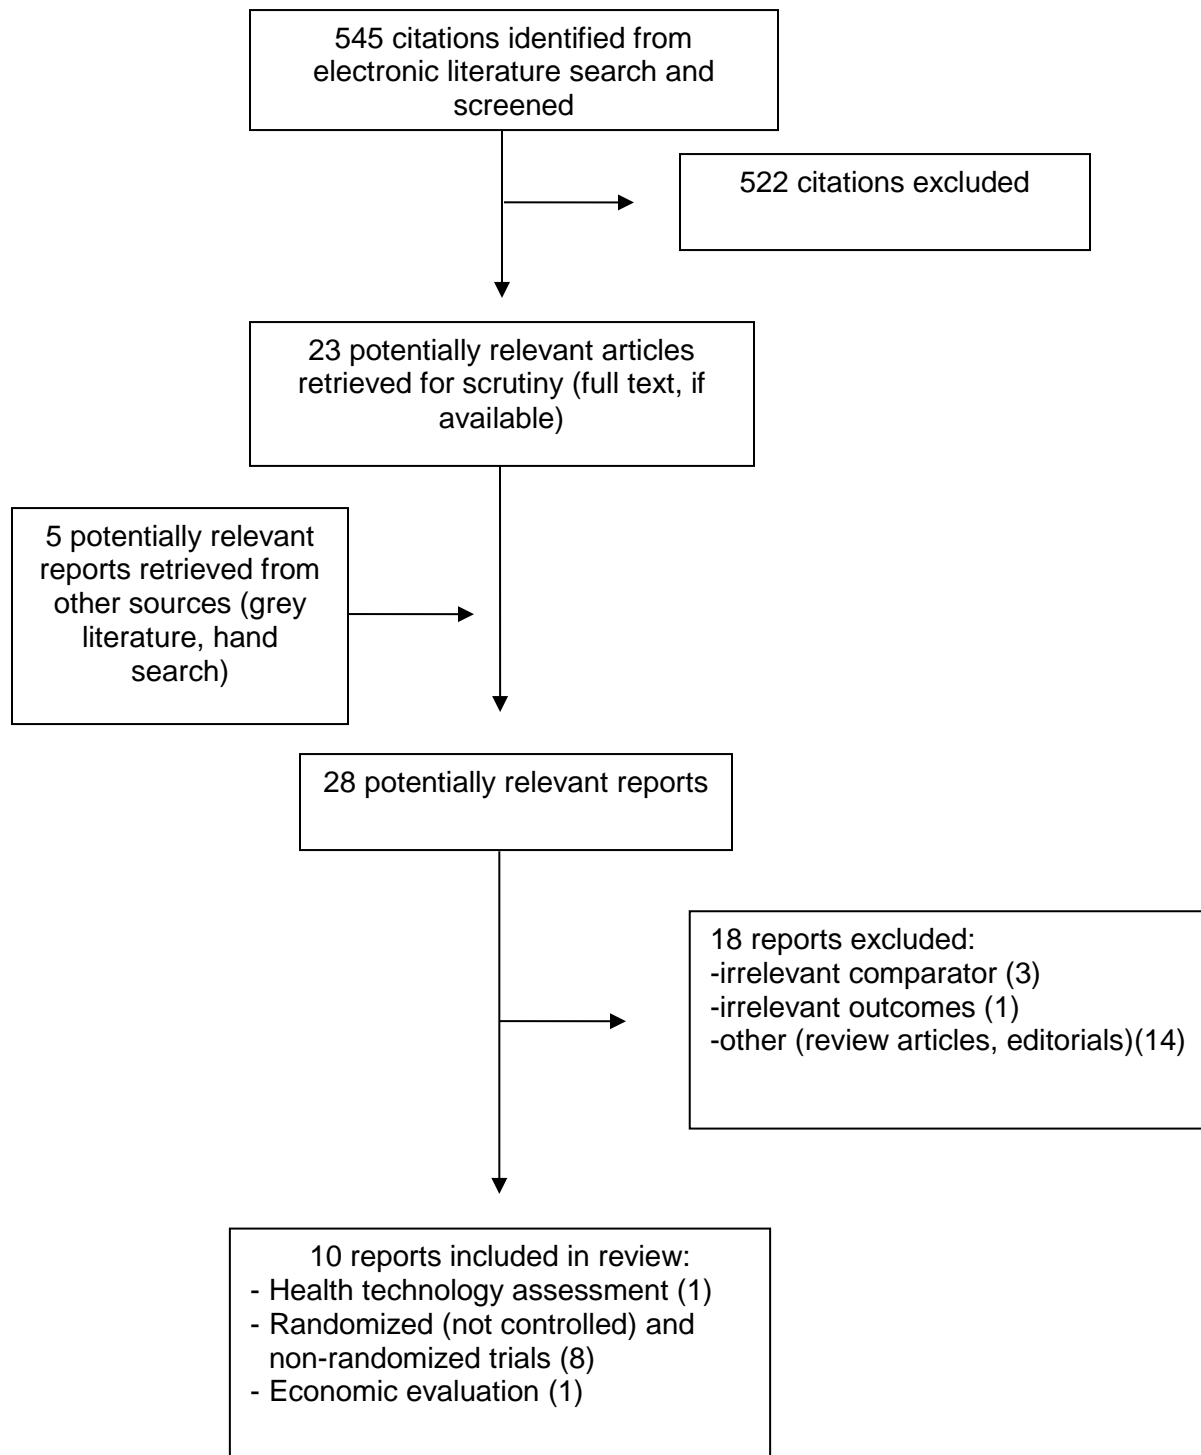 545 citations identified from
electronic literature search and
screened
522 citations excluded
23 potentially relevant articles
retrieved for scrutiny (full text, if
available)
5 potentially relevant
reports retrieved from
other sources (grey
literature, hand
search)
28 potentially relevant reports
18 reports excluded:
-irrelevant comparator (3)
-irrelevant outcomes (1)
-other (review articles, editorials)(14)
10 reports included in review:
- Health technology assessment (1)
- Randomized (not controlled) and
non-randomized trials (8)
- Economic evaluation (1)